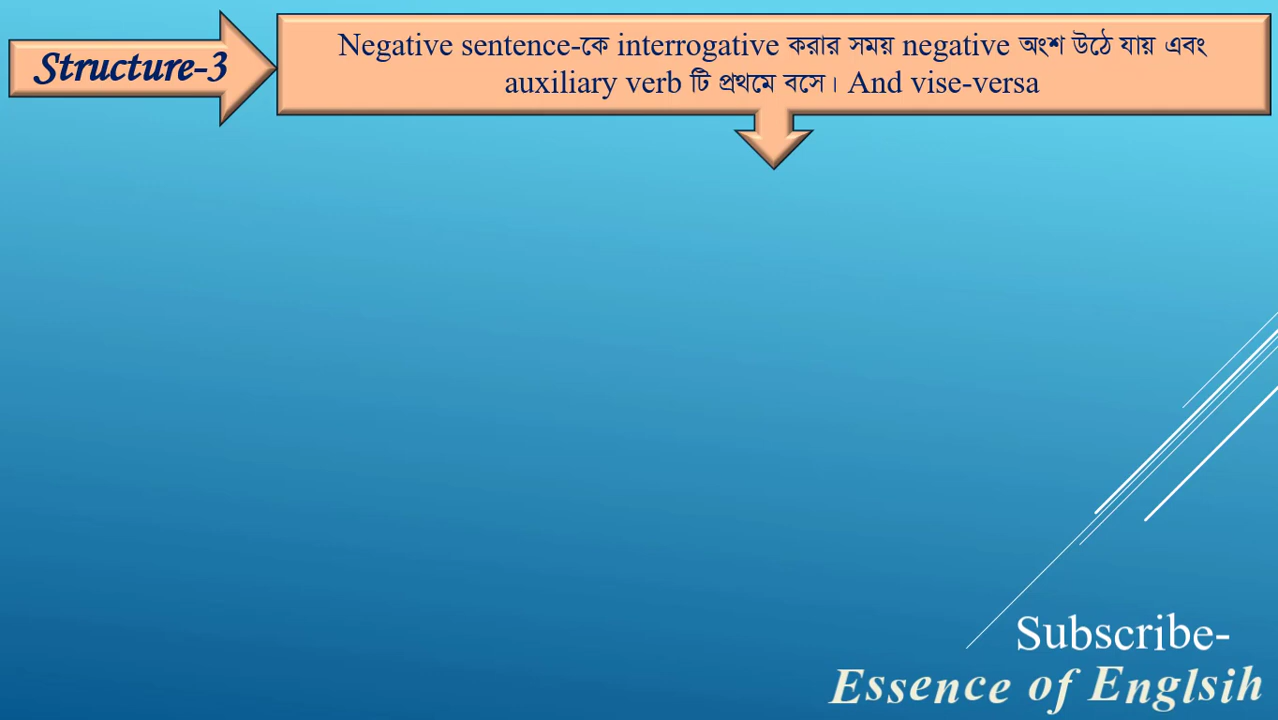 Structure-3
Negative sentence-কে interrogative করার সময় negative অংশ উঠে যায় এবং
auxiliary verb টি প্রথমে বসে। And vise-versa
Subscribe-
Essence of Englsih